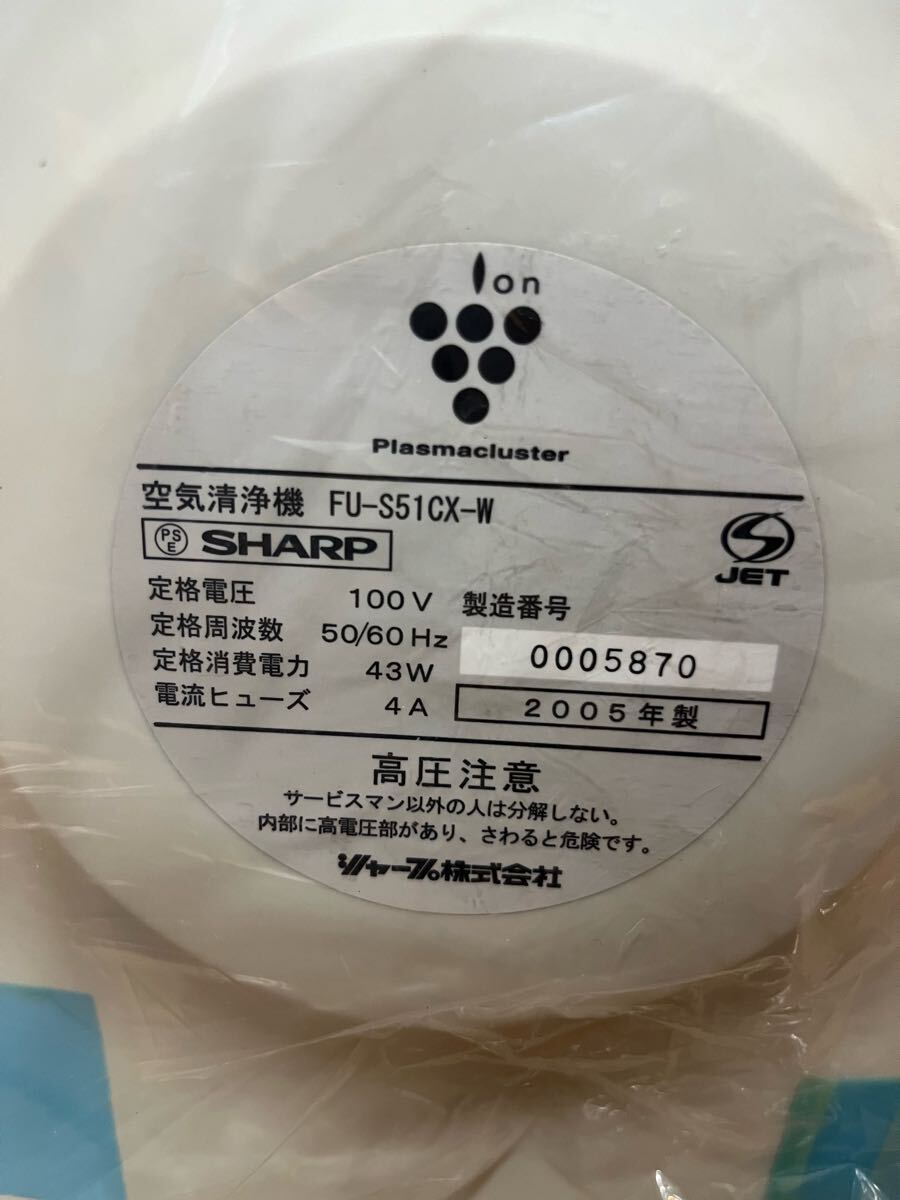 Ion
Plasmacluster
空気清浄機 FU-S51CX-W
PSE SHARP
JET
定格電圧 100V
定格周波数 50/60Hz
定格消費電力 43W
電流ヒューズ 4A
製造番号
0005870
2005年製
高圧注意
サービスマン以外の人は分解しない。
内部に高電圧部があり、さわると危険です。
シャープ株式会社